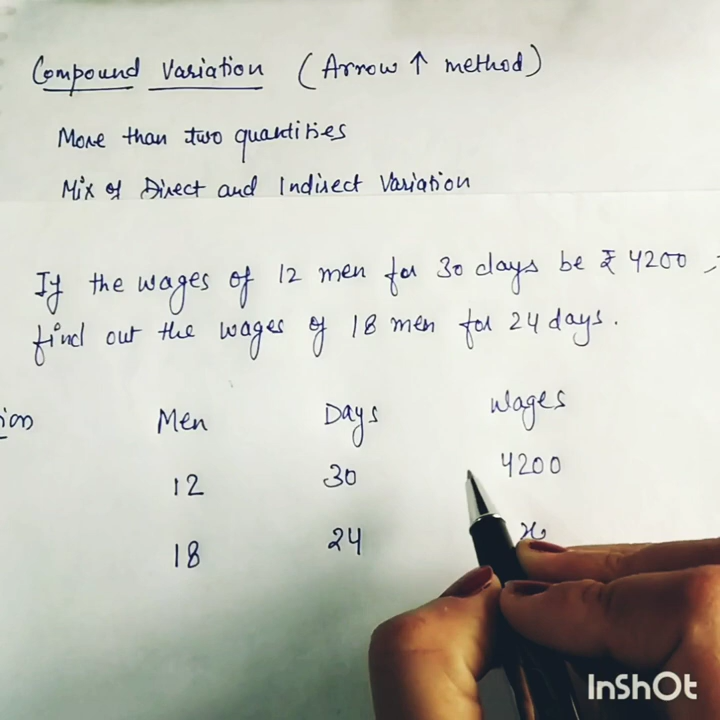 Compound Variation (Arrow ↑ method)
More than two quantities
Mix of Direct and Indirect Variation
If the wages of 12 men for 30 days be ₹ 4200,
find out the wages of 18 men for 24 days.
Men Days Wages
12 30 4200
18 24 x
InShOt